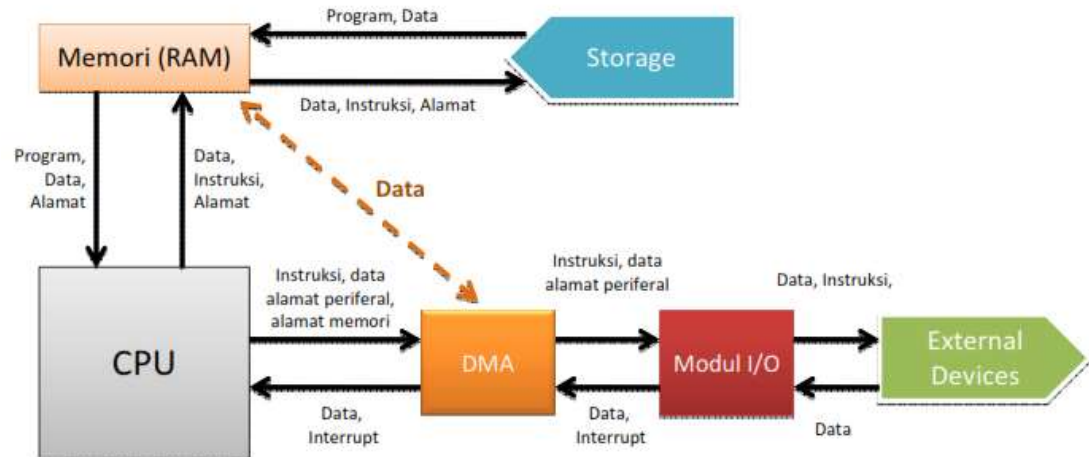 Program, Data
Memori (RAM)
Storage
Data, Instruksi, Alamat
Program,
Data,
Alamat
Data,
Instruksi,
Alamat
Data
Instruksi, data
alamat periferal,
alamat memori
Instruksi, data
alamat periferal
Data, Instruksi,
CPU
DMA
Modul I/O
External
Devices
Data,
Interrupt
Data,
Interrupt
Data